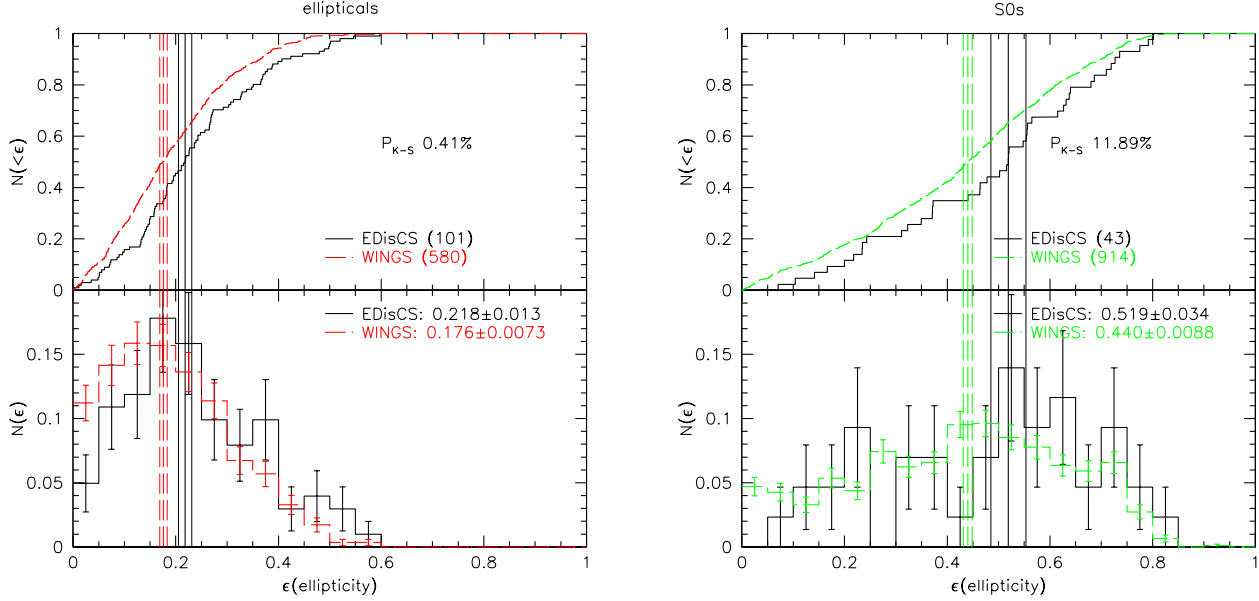 ellipticals
N(<ϵ)
1
0.8
0.6
0.4
0.2
0
P_K-S 0.41%
EDisCS (101)
WINGS (580)
N(ϵ)
0.15
0.1
0.05
0
EDisCS: 0.218±0.013
WINGS: 0.176±0.0073
0 0.2 0.4 0.6 0.8 1
ϵ(ellipticity)
S0s
N(<ϵ)
1
0.8
0.6
0.4
0.2
0
P_K-S 11.89%
EDisCS (43)
WINGS (914)
N(ϵ)
0.15
0.1
0.05
0
EDisCS: 0.519±0.034
WINGS: 0.440±0.0088
0 0.2 0.4 0.6 0.8 1
ϵ(ellipticity)